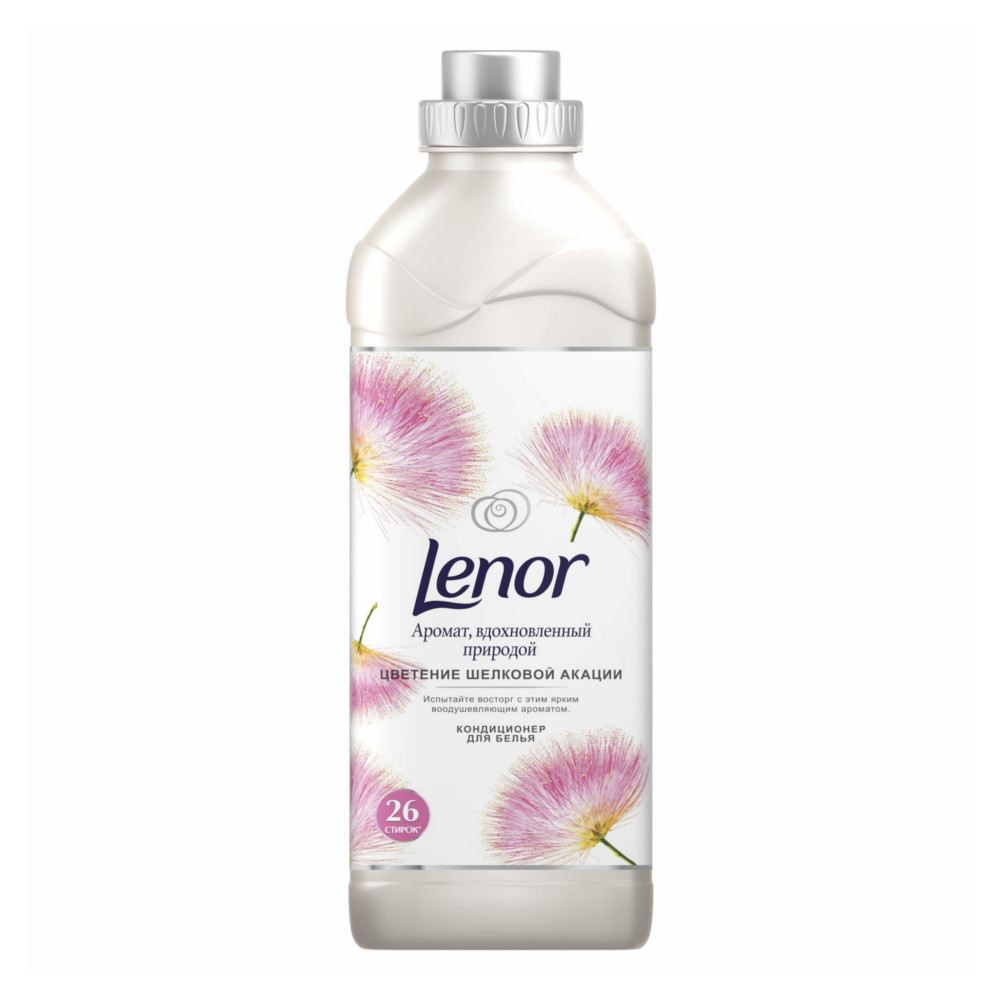 Lenor
Аромат, вдохновленный
природой
ЦВЕТЕНИЕ ШЕЛКОВОЙ АКАЦИИ
Испытайте восторг с этим ярким
воодушевляющим ароматом.
КОНДИЦИОНЕР
ДЛЯ БЕЛЬЯ
26
СТИРОК*